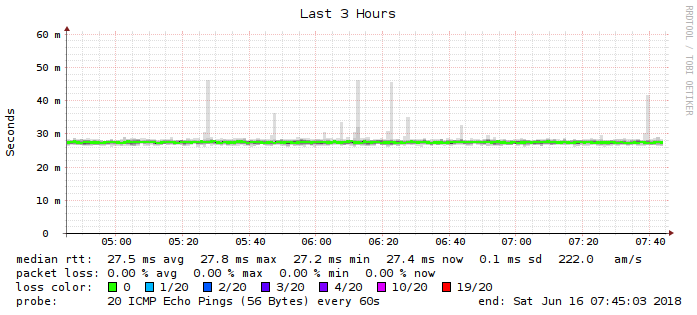 Last 3 Hours
RRDTOOL / TOBI OETIKER
Seconds
60 m
50 m
40 m
30 m
20 m
10 m
0
05:00 05:20 05:40 06:00 06:20 06:40 07:00 07:20 07:40
median rtt: 27.5 ms avg 27.8 ms max 27.2 ms min 27.4 ms now 0.1 ms sd 222.0 am/s
packet loss: 0.00 % avg 0.00 % max 0.00 % min 0.00 % now
loss color: 0 1/20 2/20 3/20 4/20 10/20 19/20
probe: 20 ICMP Echo Pings (56 Bytes) every 60s end: Sat Jun 16 07:45:03 2018